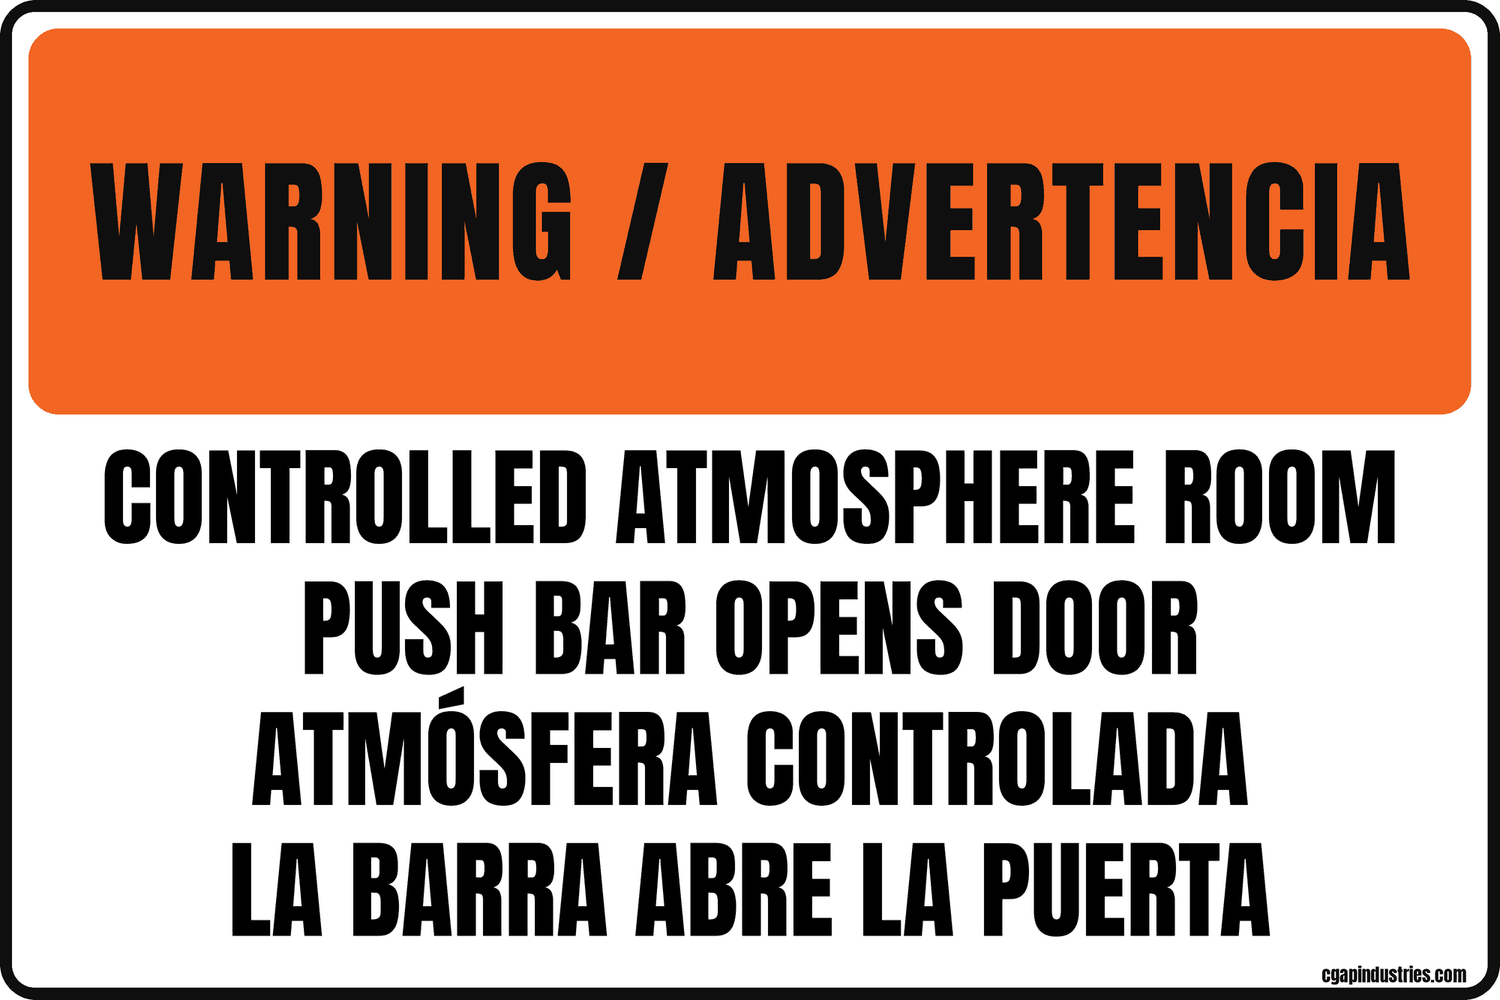 WARNING / ADVERTENCIA
CONTROLLED ATMOSPHERE ROOM
PUSH BAR OPENS DOOR
ATMÓSFERA CONTROLADA
LA BARRA ABRE LA PUERTA
cgapindustries.com